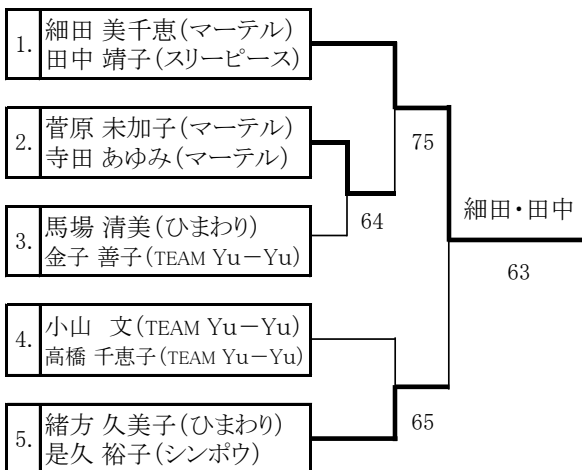 1. 細田 美千恵(マーテル)
田中 靖子(スリーピース)
2. 菅原 未加子(マーテル)
寺田 あゆみ(マーテル)
75
3. 馬場 清美(ひまわり)
金子 善子(TEAM Yu－Yu)
64
細田・田中
63
4. 小山　文(TEAM Yu－Yu)
高橋 千恵子(TEAM Yu－Yu)
5. 緒方 久美子(ひまわり)
是久 裕子(シンポウ)
65